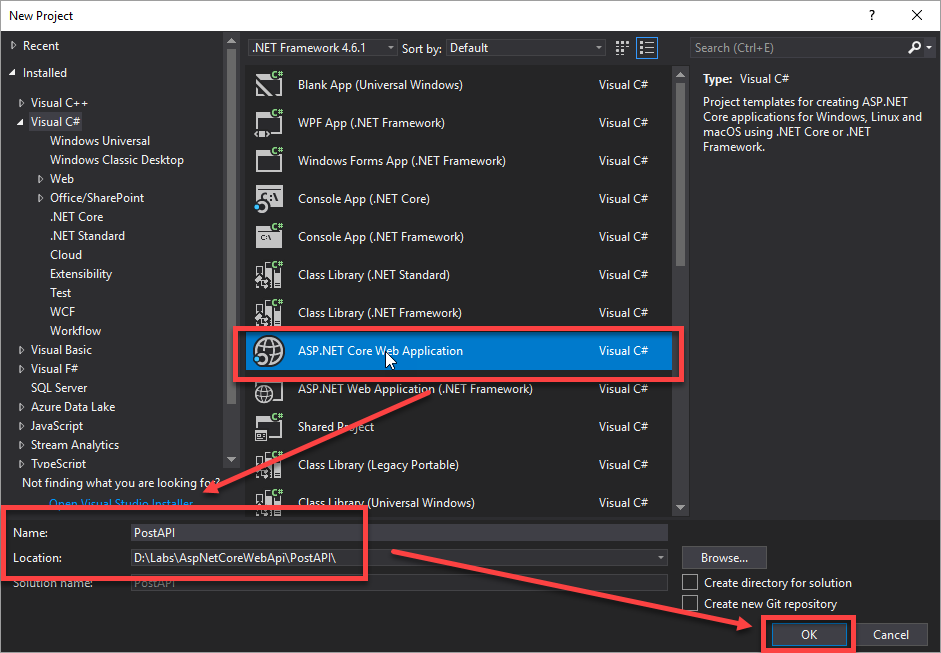 New Project
?
Recent
Installed
Visual C++
Visual C#
Windows Universal
Windows Classic Desktop
Web
Office/SharePoint
.NET Core
.NET Standard
Cloud
Extensibility
Test
WCF
Workflow
Visual Basic
Visual F#
SQL Server
Azure Data Lake
JavaScript
Stream Analytics
TypeScript
Not finding what you are looking for?
Open Visual Studio Installer
.NET Framework 4.6.1 Sort by: Default
Blank App (Universal Windows) Visual C#
WPF App (.NET Framework) Visual C#
Windows Forms App (.NET Framework) Visual C#
Console App (.NET Core) Visual C#
Console App (.NET Framework) Visual C#
Class Library (.NET Standard) Visual C#
Class Library (.NET Framework) Visual C#
ASP.NET Core Web Application Visual C#
ASP.NET Web Application (.NET Framework) Visual C#
Shared Project Visual C#
Class Library (Legacy Portable) Visual C#
Class Library (Universal Windows) Visual C#
Search (Ctrl+E)
Type: Visual C#
Project templates for creating ASP.NET
Core applications for Windows, Linux and
macOS using .NET Core or .NET
Framework.
Name: PostAPI
Location: D:\Labs\AspNetCoreWebApi\PostAPI\
Solution name: PostAPI
Browse...
Create directory for solution
Create new Git repository
OK Cancel